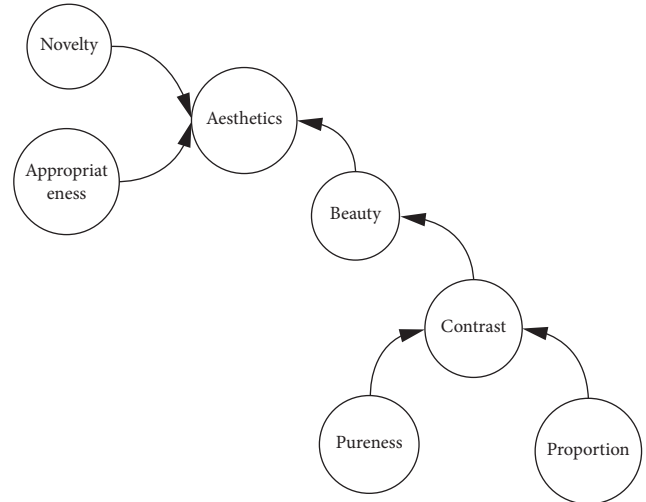 Novelty
Aesthetics
Appropriat
eness
Beauty
Contrast
Pureness
Proportion